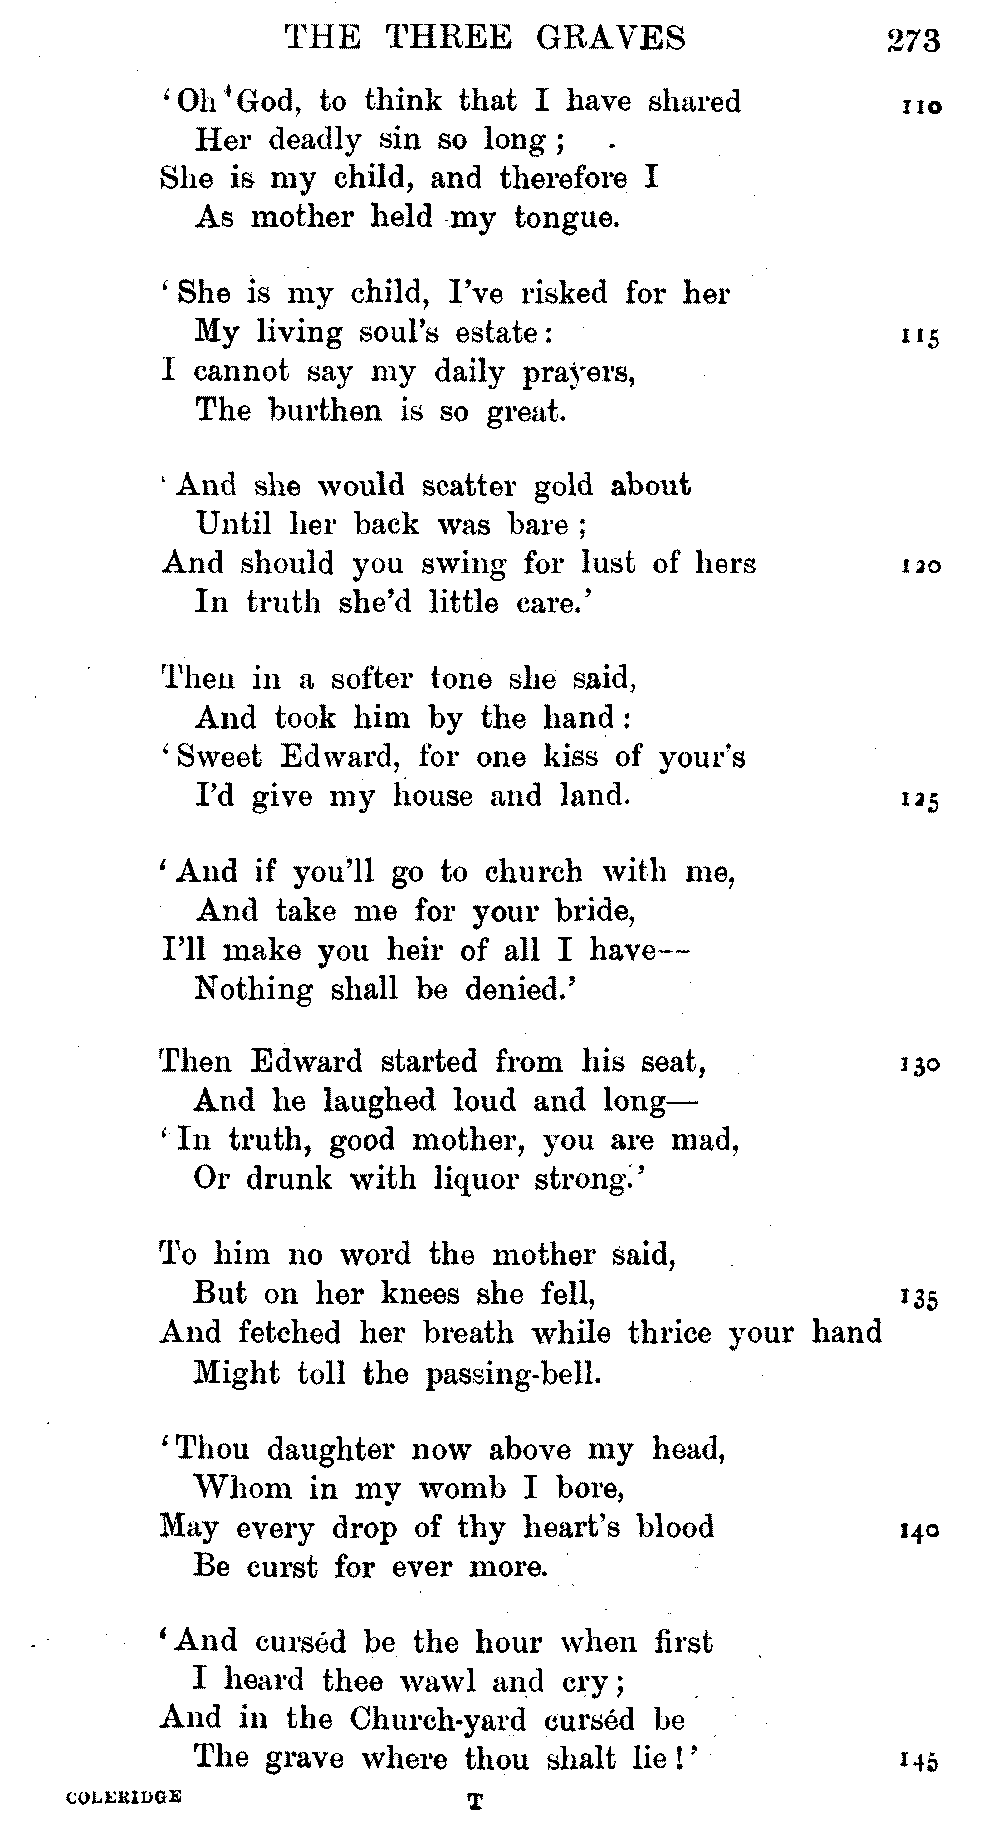 THE THREE GRAVES 273
‘Oh ‘God, to think that I have shared 110
Her deadly sin so long;
She is my child, and therefore I
As mother held my tongue.
‘She is my child, I’ve risked for her
My living soul’s estate: 115
I cannot say my daily prayers,
The burthen is so great.
‘And she would scatter gold about
Until her back was bare;
And should you swing for lust of hers 120
In truth she’d little care.’
Then in a softer tone she said,
And took him by the hand:
‘Sweet Edward, for one kiss of your’s
I’d give my house and land. 125
‘And if you’ll go to church with me,
And take me for your bride,
I’ll make you heir of all I have—
Nothing shall be denied.’
Then Edward started from his seat, 130
And he laughed loud and long—
‘In truth, good mother, you are mad,
Or drunk with liquor strong.’
To him no word the mother said,
But on her knees she fell, 135
And fetched her breath while thrice your hand
Might toll the passing-bell.
‘Thou daughter now above my head,
Whom in my womb I bore,
May every drop of thy heart’s blood 140
Be curst for ever more.
‘And curséd be the hour when first
I heard thee wawl and cry;
And in the Church-yard curséd be
The grave where thou shalt lie!’ 145
COLERIDGE T